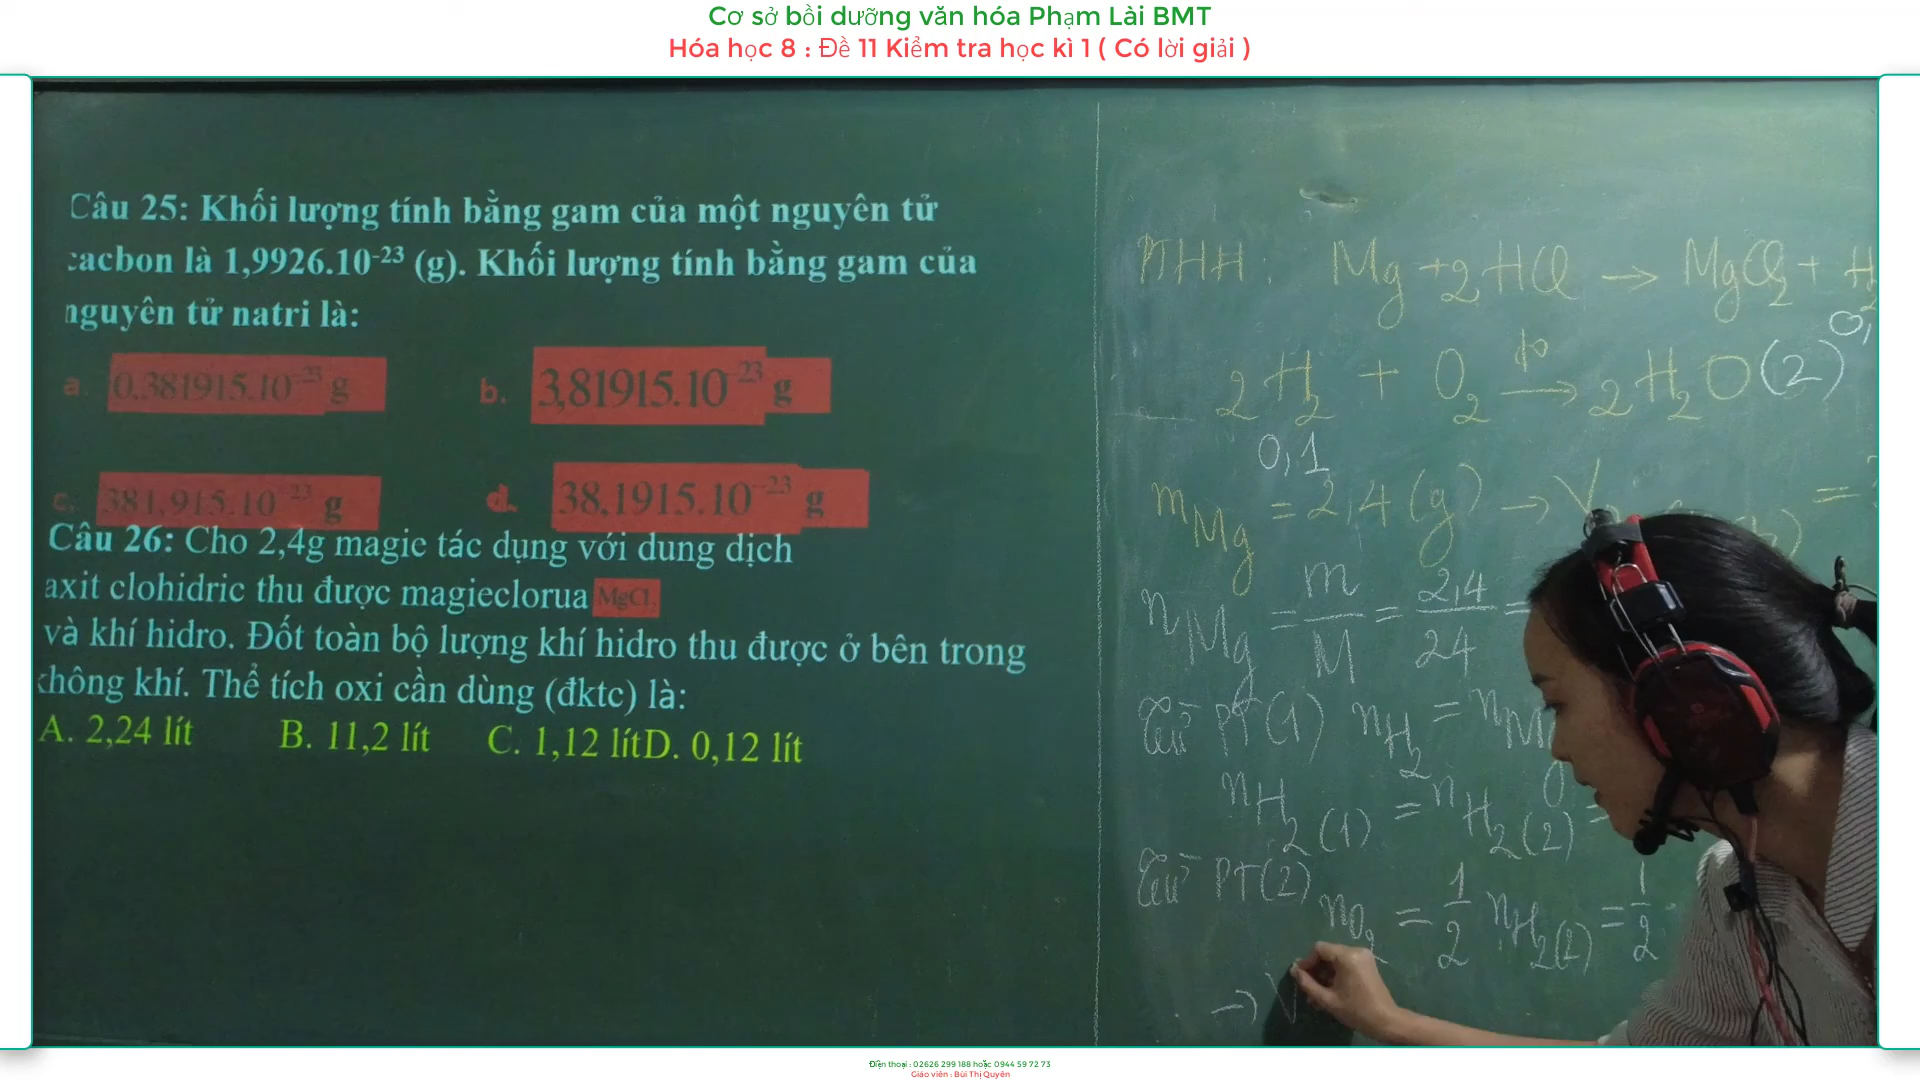 Cơ sở bồi dưỡng văn hóa Phạm Lài BMT
Hóa học 8 : Đề 11 Kiểm tra học kì 1 ( Có lời giải )
Câu 25: Khối lượng tính bằng gam của một nguyên tử
cacbon là 1,9926.10⁻²³ (g). Khối lượng tính bằng gam của
nguyên tử natri là:
a. 0,381915.10⁻²³ g b. 3,81915.10⁻²³ g
c. 381,915.10⁻²³ g d. 38,1915.10⁻²³ g
Câu 26: Cho 2,4g magie tác dụng với dung dịch
axit clohidric thu được magieclorua MgCl₂
và khí hidro. Đốt toàn bộ lượng khí hidro thu được ở bên trong
không khí. Thể tích oxi cần dùng (đktc) là:
A. 2,24 lít B. 11,2 lít C. 1,12 lít D. 0,12 lít
PTHH: Mg + 2HCl → MgCl₂ + H₂
0,
2H₂ + O₂ → 2H₂O (2)
0,1
mMg = 2,4 (g) → V =
nMg = m/M = 2,4/24 =
Từ PT(1) nH₂ = nM
nH₂(1) = nH₂(2) =
Từ PT(2) nO₂ = 1/2 nH₂(2) = 1/2
→ V
Điện thoại : 02626 299 188 hoặc 0944 59 72 73
Giáo viên : Bùi Thị Quyên